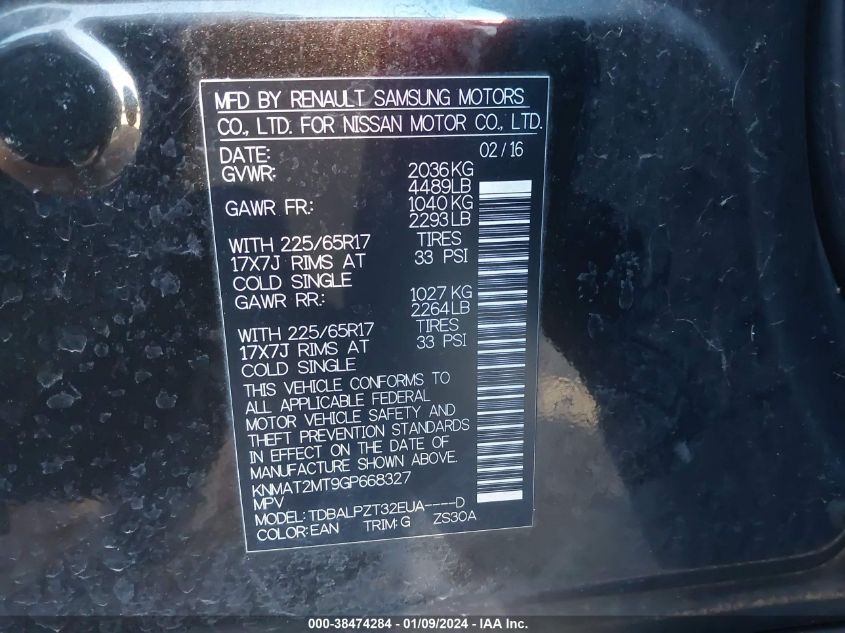 MFD BY RENAULT SAMSUNG MOTORS
CO., LTD. FOR NISSAN MOTOR CO., LTD.
DATE: 02/16
GVWR: 2036KG
4489LB
GAWR FR: 1040KG
2293LB
WITH 225/65R17 TIRES
17X7J RIMS AT 33 PSI
COLD SINGLE
GAWR RR: 1027KG
2264LB
WITH 225/65R17 TIRES
17X7J RIMS AT 33 PSI
COLD SINGLE
THIS VEHICLE CONFORMS TO
ALL APPLICABLE FEDERAL
MOTOR VEHICLE SAFETY AND
THEFT PREVENTION STANDARDS
IN EFFECT ON THE DATE OF
MANUFACTURE SHOWN ABOVE.
KNMAT2MT9GP668327
MPV
MODEL:TDBALPZT32EUA----D
COLOR:EAN TRIM:G ZS30A
000-38474284 - 01/09/2024 - IAA Inc.